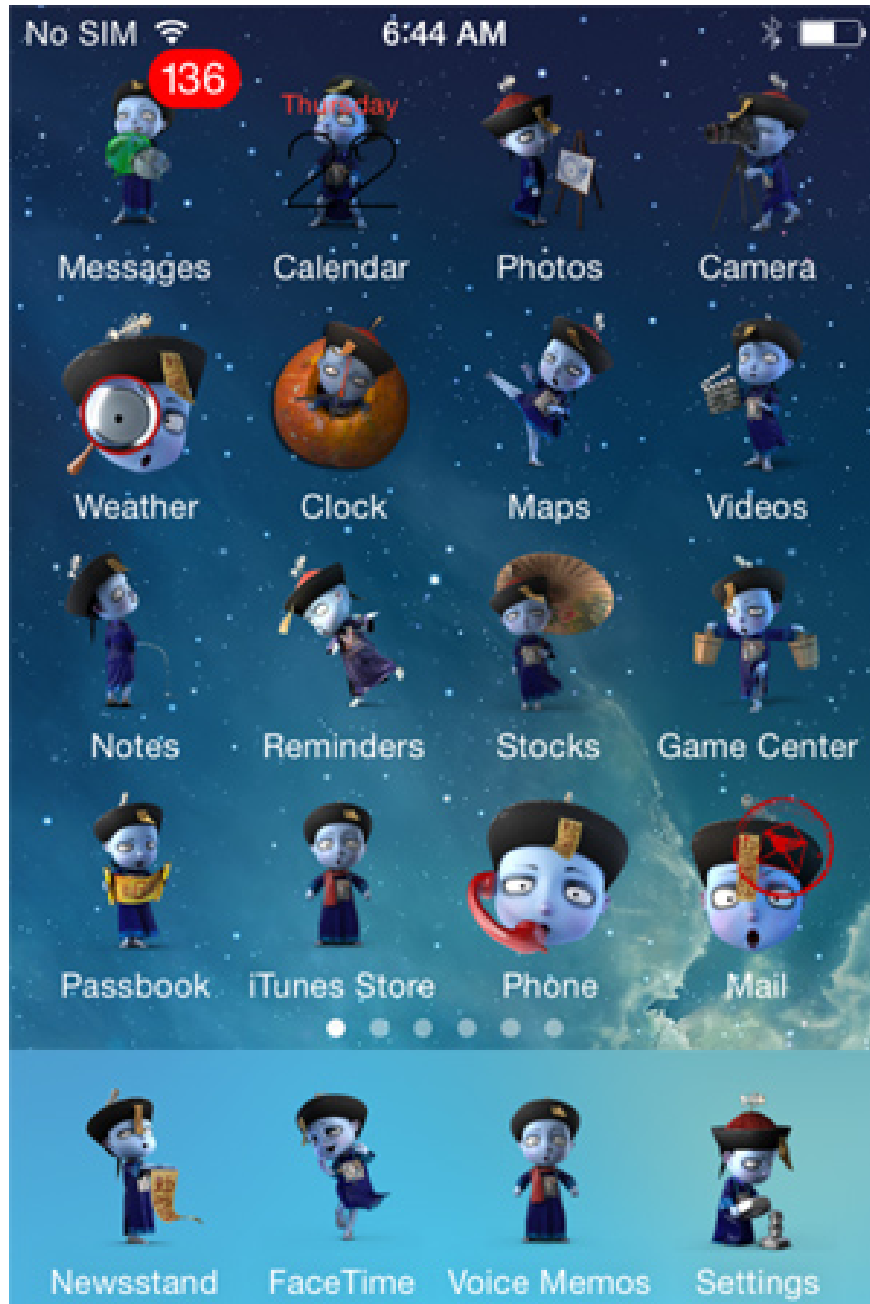 No SIM 6:44 AM
136
Thursday
22
Messages Calendar Photos Camera
Weather Clock Maps Videos
Notes Reminders Stocks Game Center
Passbook iTunes Store Phone Mail
Newsstand FaceTime Voice Memos Settings